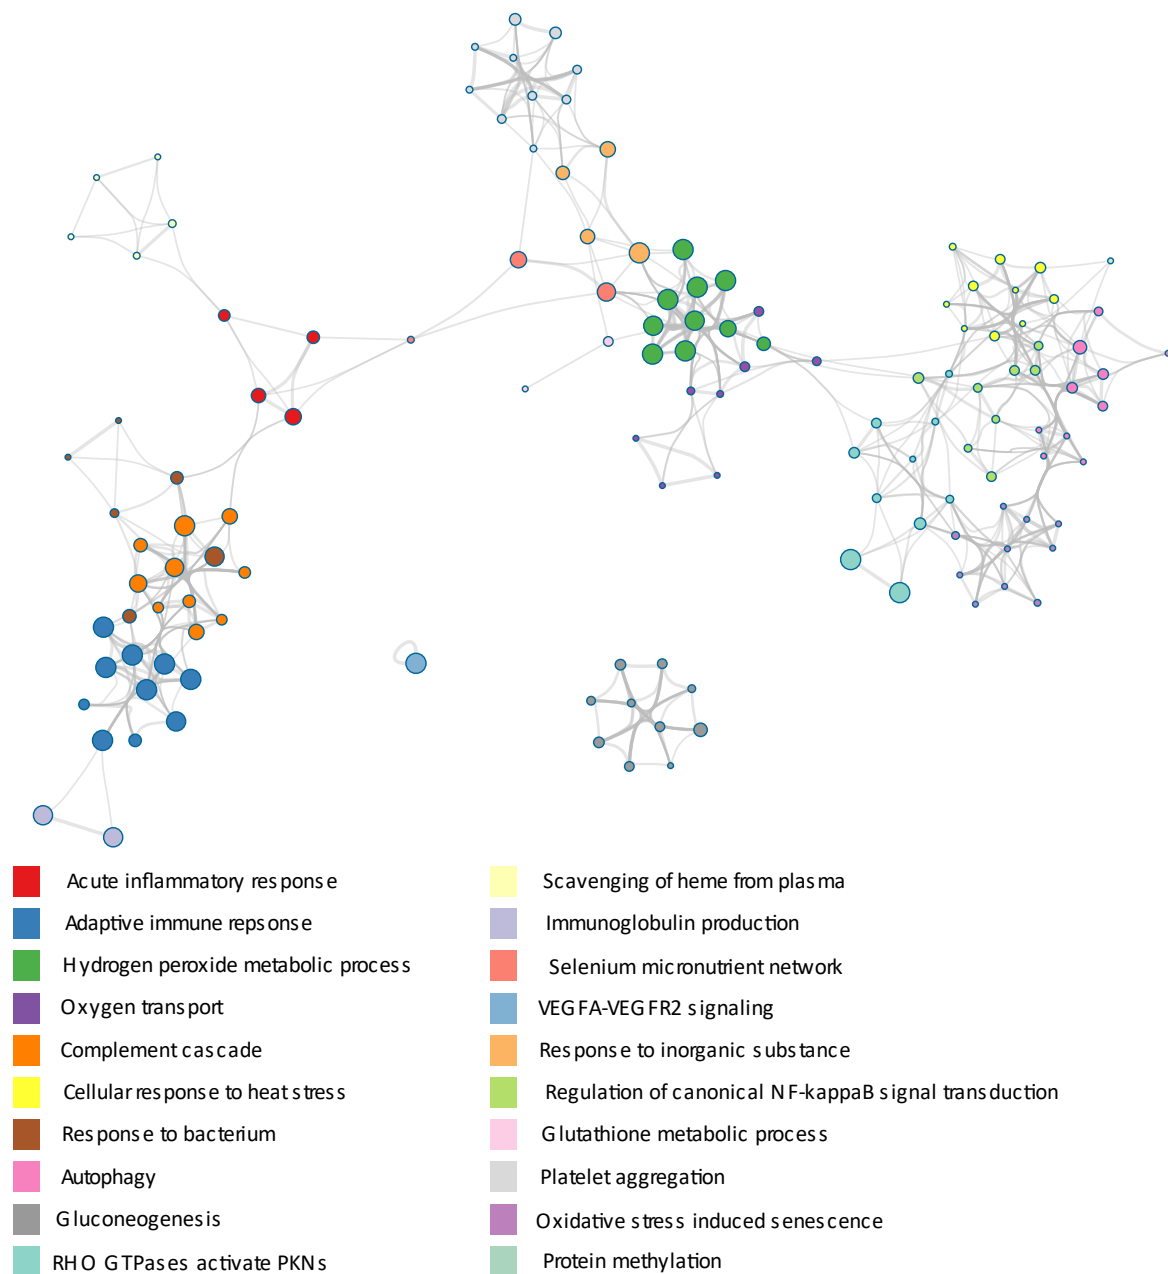 Acute inflammatory response
Adaptive immune repsonse
Hydrogen peroxide metabolic process
Oxygen transport
Complement cascade
Cellular response to heat stress
Response to bacterium
Autophagy
Gluconeogenesis
RHO GTPases activate PKNs
Scavenging of heme from plasma
Immunoglobulin production
Selenium micronutrient network
VEGFA-VEGFR2 signaling
Response to inorganic substance
Regulation of canonical NF-kappaB signal transduction
Glutathione metabolic process
Platelet aggregation
Oxidative stress induced senescence
Protein methylation